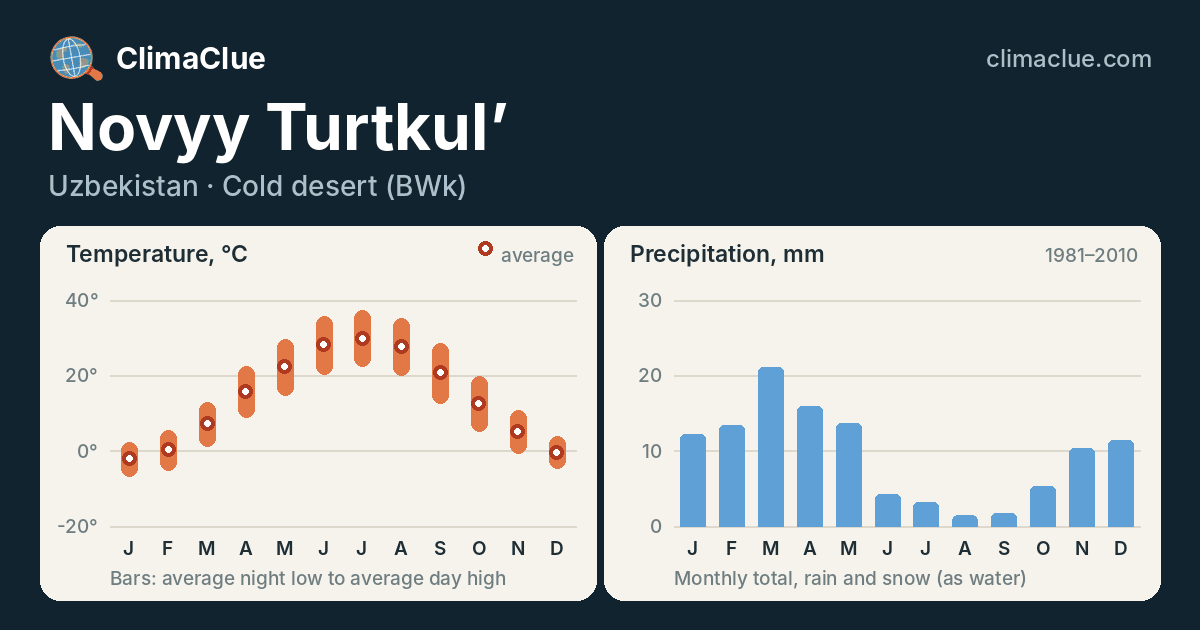 ClimaClue
climaclue.com
Novyy Turtkul’
Uzbekistan · Cold desert (BWk)
Temperature, °C
average
40°
20°
0°
-20°
J F M A M J J A S O N D
Bars: average night low to average day high
Precipitation, mm
1981–2010
30
20
10
0
J F M A M J J A S O N D
Monthly total, rain and snow (as water)